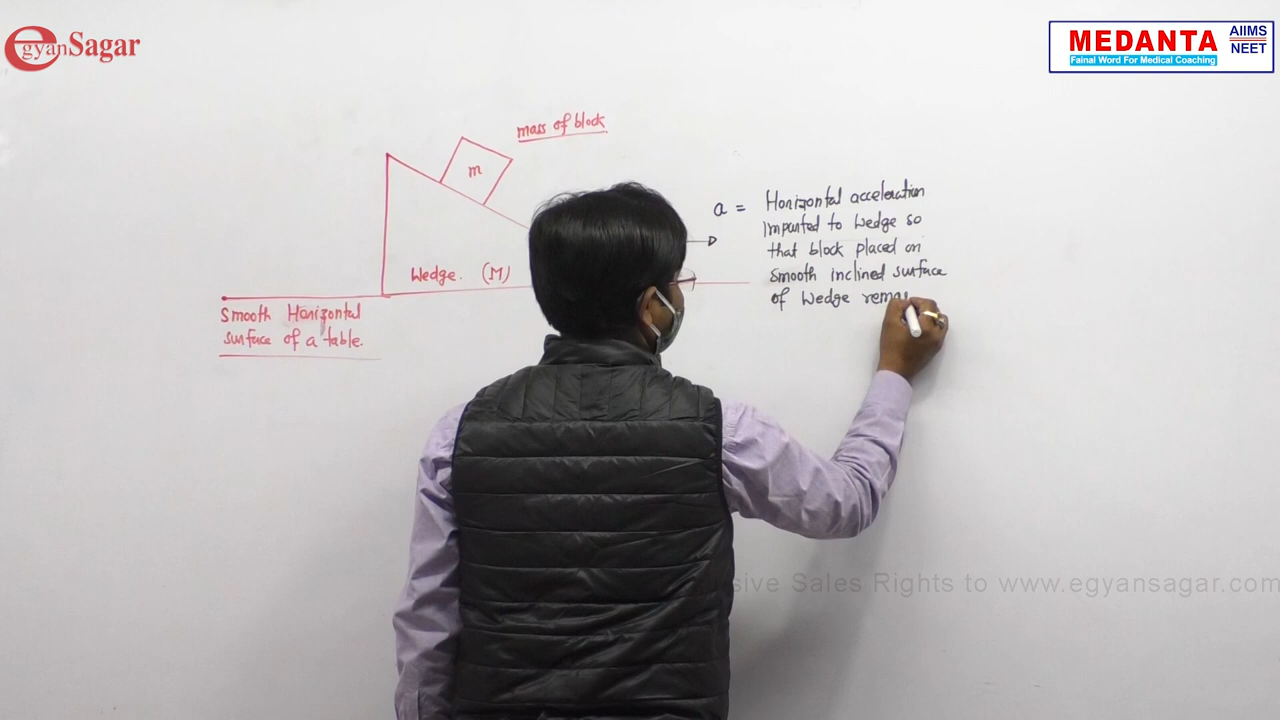 egyanSagar
MEDANTA
AIIMS
NEET
Fainal Word For Medical Coaching
mass of block
m
Wedge. (M)
Smooth Horizontal
surface of a table.
a = Horizontal acceleration
imparted to wedge so
that block placed on
smooth inclined surface
of wedge
Sales Rights to www.egyansagar.com